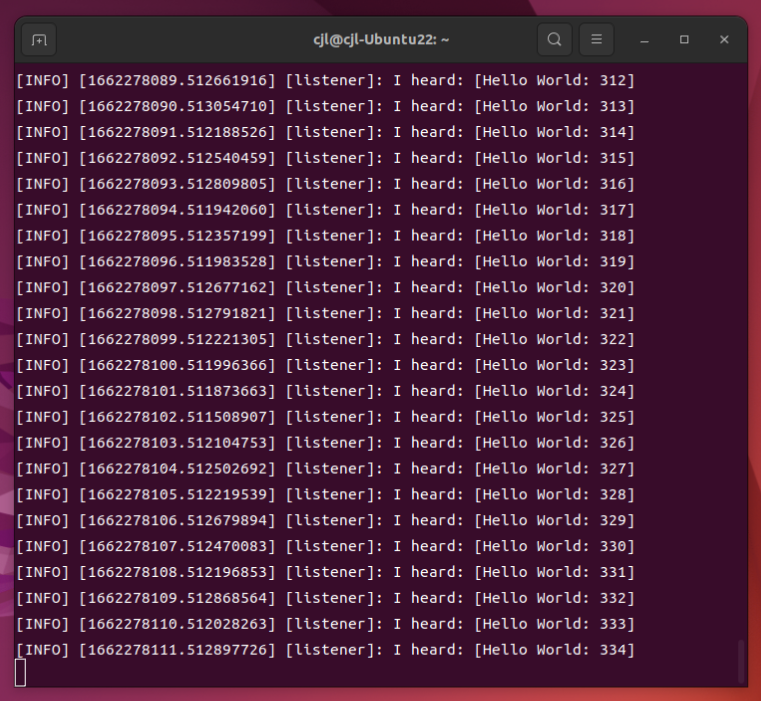 cjl@cjl-Ubuntu22: ~
[INFO] [1662278089.512661916] [listener]: I heard: [Hello World: 312]
[INFO] [1662278090.513054710] [listener]: I heard: [Hello World: 313]
[INFO] [1662278091.512188526] [listener]: I heard: [Hello World: 314]
[INFO] [1662278092.512540459] [listener]: I heard: [Hello World: 315]
[INFO] [1662278093.512809805] [listener]: I heard: [Hello World: 316]
[INFO] [1662278094.511942060] [listener]: I heard: [Hello World: 317]
[INFO] [1662278095.512357199] [listener]: I heard: [Hello World: 318]
[INFO] [1662278096.511983528] [listener]: I heard: [Hello World: 319]
[INFO] [1662278097.512677162] [listener]: I heard: [Hello World: 320]
[INFO] [1662278098.512791821] [listener]: I heard: [Hello World: 321]
[INFO] [1662278099.512221305] [listener]: I heard: [Hello World: 322]
[INFO] [1662278100.511996366] [listener]: I heard: [Hello World: 323]
[INFO] [1662278101.511873663] [listener]: I heard: [Hello World: 324]
[INFO] [1662278102.511508907] [listener]: I heard: [Hello World: 325]
[INFO] [1662278103.512104753] [listener]: I heard: [Hello World: 326]
[INFO] [1662278104.512502692] [listener]: I heard: [Hello World: 327]
[INFO] [1662278105.512219539] [listener]: I heard: [Hello World: 328]
[INFO] [1662278106.512679894] [listener]: I heard: [Hello World: 329]
[INFO] [1662278107.512470083] [listener]: I heard: [Hello World: 330]
[INFO] [1662278108.512196853] [listener]: I heard: [Hello World: 331]
[INFO] [1662278109.512868564] [listener]: I heard: [Hello World: 332]
[INFO] [1662278110.512028263] [listener]: I heard: [Hello World: 333]
[INFO] [1662278111.512897726] [listener]: I heard: [Hello World: 334]